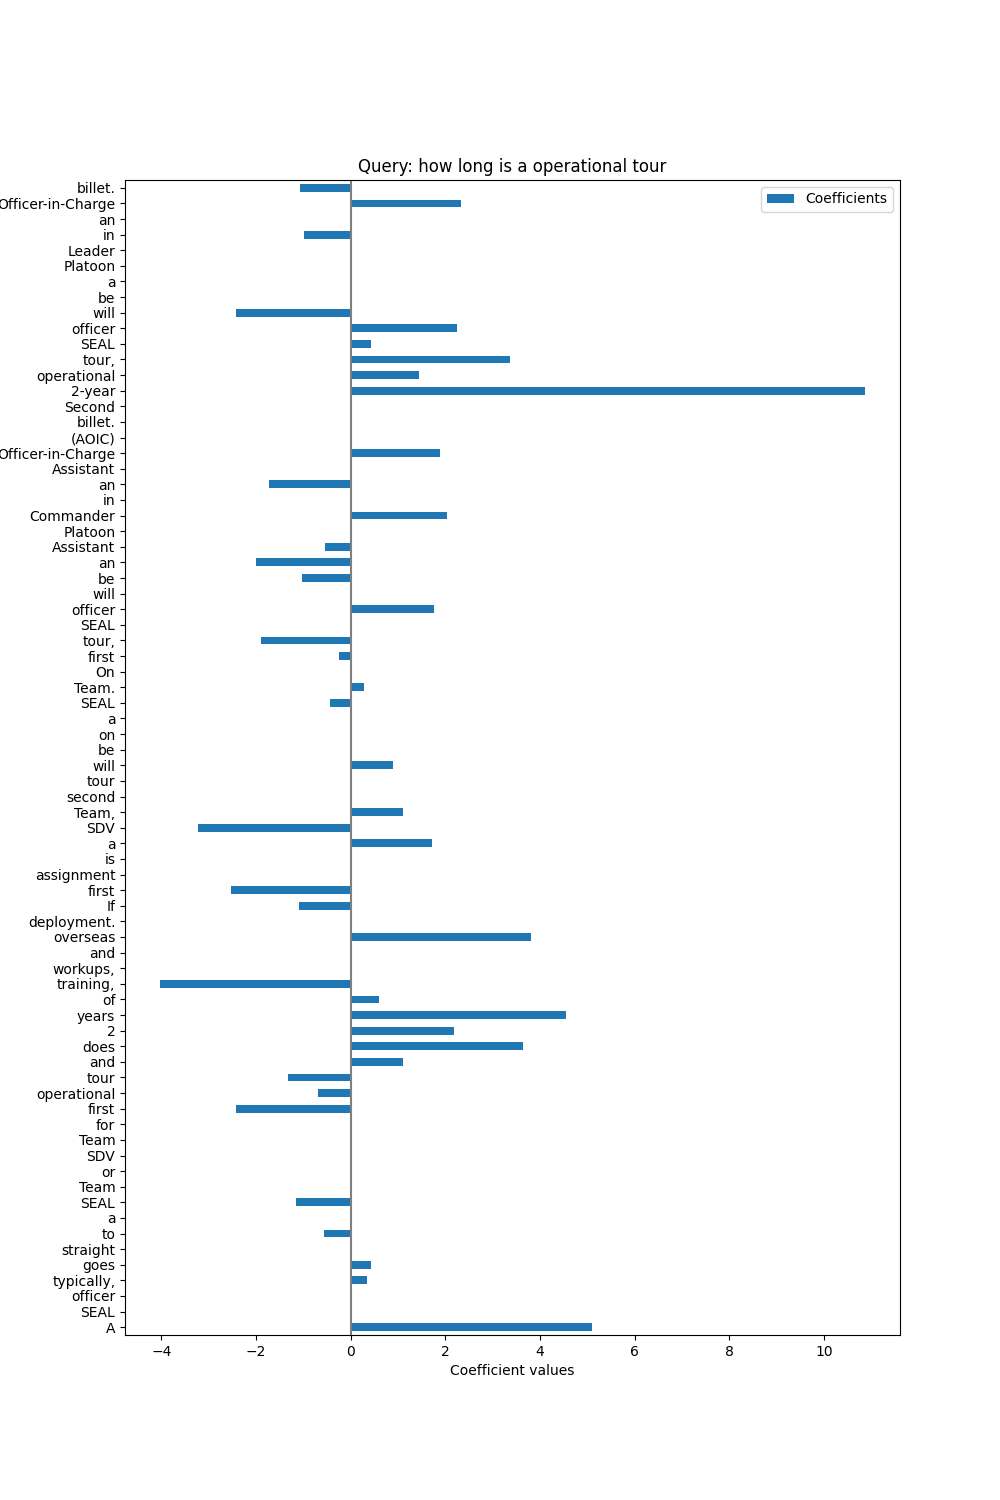 Query: how long is a operational tour
Coefficients
billet.
Officer-in-Charge
an
in
Leader
Platoon
a
be
will
officer
SEAL
tour,
operational
2-year
Second
billet.
(AOIC)
Officer-in-Charge
Assistant
an
in
Commander
Platoon
Assistant
an
be
will
officer
SEAL
tour,
first
On
Team.
SEAL
a
on
be
will
tour
second
Team,
SDV
a
is
assignment
first
If
deployment.
overseas
and
workups,
training,
of
years
2
does
and
tour
operational
first
for
Team
SDV
or
Team
SEAL
a
to
straight
goes
typically,
officer
SEAL
A
−4 −2 0 2 4 6 8 10
Coefficient values